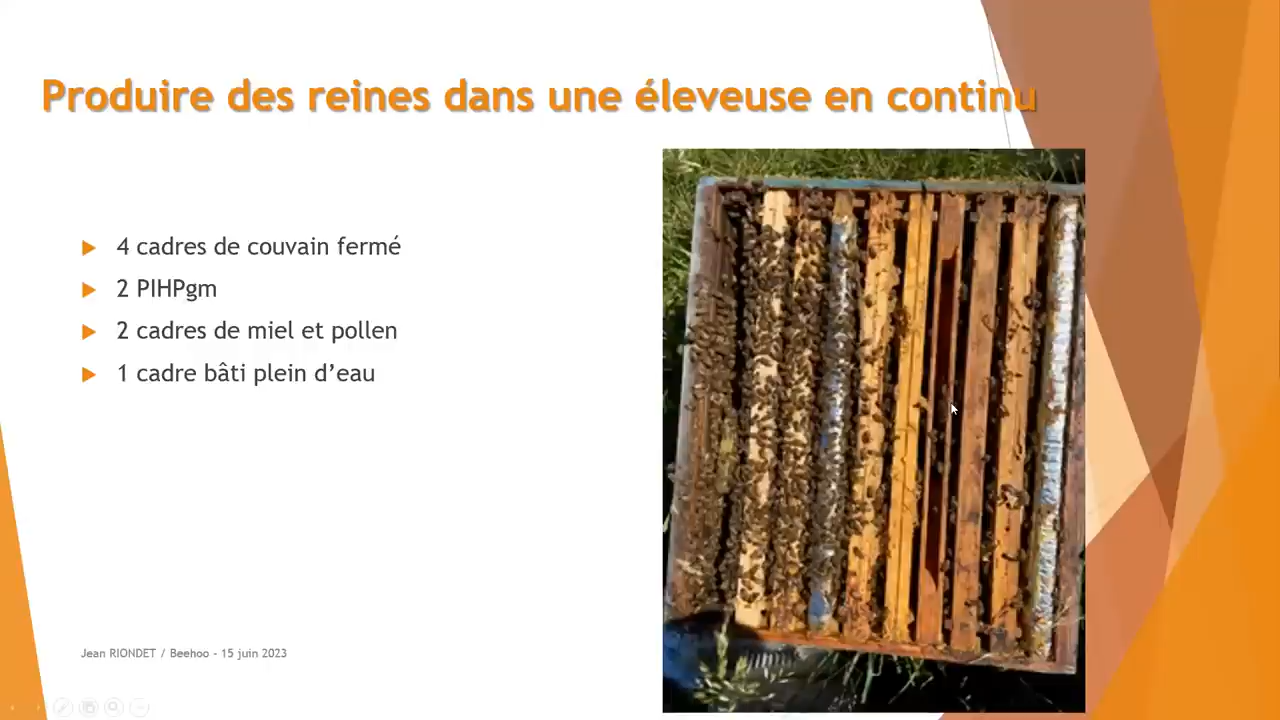 Produire des reines dans une éleveuse en continu
4 cadres de couvain fermé
2 PIHPgm
2 cadres de miel et pollen
1 cadre bâti plein d’eau
Jean RIONDET / Beehoo - 15 juin 2023